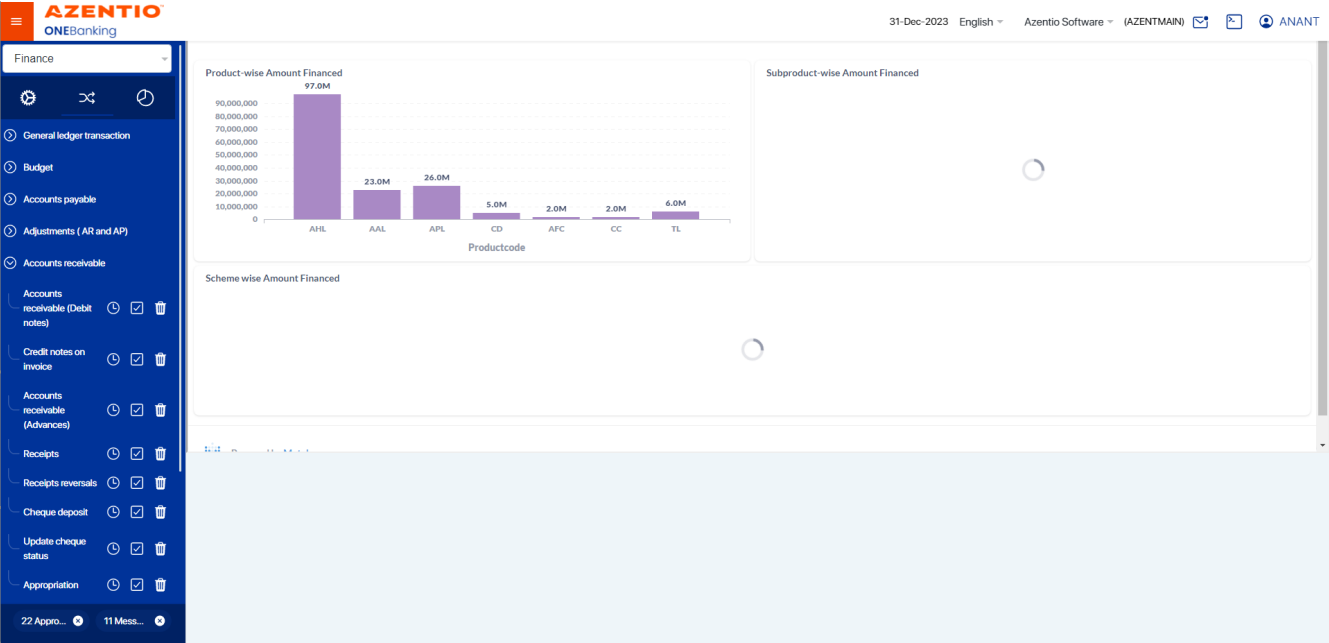 AZENTIO
ONEBanking
31-Dec-2023 English Azentio Software (AZENTMAIN) ANANT
Finance
General ledger transaction
Budget
Accounts payable
Adjustments ( AR and AP)
Accounts receivable
Accounts
receivable (Debit
notes)
Credit notes on
invoice
Accounts
receivable
(Advances)
Receipts
Receipts reversals
Cheque deposit
Update cheque
status
Appropriation
22 Appro...
11 Mess...
Product-wise Amount Financed
97.0M
90,000,000
80,000,000
70,000,000
60,000,000
50,000,000
40,000,000
30,000,000
20,000,000
10,000,000
0
23.0M
26.0M
5.0M
2.0M
2.0M
6.0M
AHL AAL APL CD AFC CC TL
Productcode
Subproduct-wise Amount Financed
Scheme wise Amount Financed